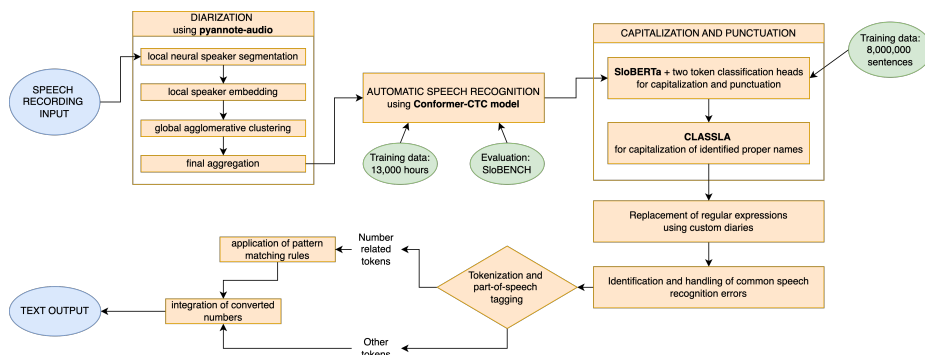 SPEECH
RECORDING
INPUT
DIARIZATION
using pyannote-audio
local neural speaker segmentation
local speaker embedding
global agglomerative clustering
final aggregation
AUTOMATIC SPEECH RECOGNITION
using Conformer-CTC model
Training data:
13,000 hours
Evaluation:
SloBENCH
CAPITALIZATION AND PUNCTUATION
SloBERTa + two token classification heads
for capitalization and punctuation
CLASSLA
for capitalization of identified proper names
Training data:
8,000,000
sentences
Replacement of regular expressions
using custom diaries
Identification and handling of common speech
recognition errors
Tokenization and
part-of-speech
tagging
Number
related
tokens
application of pattern
matching rules
Other
tokens
integration of converted
numbers
TEXT OUTPUT